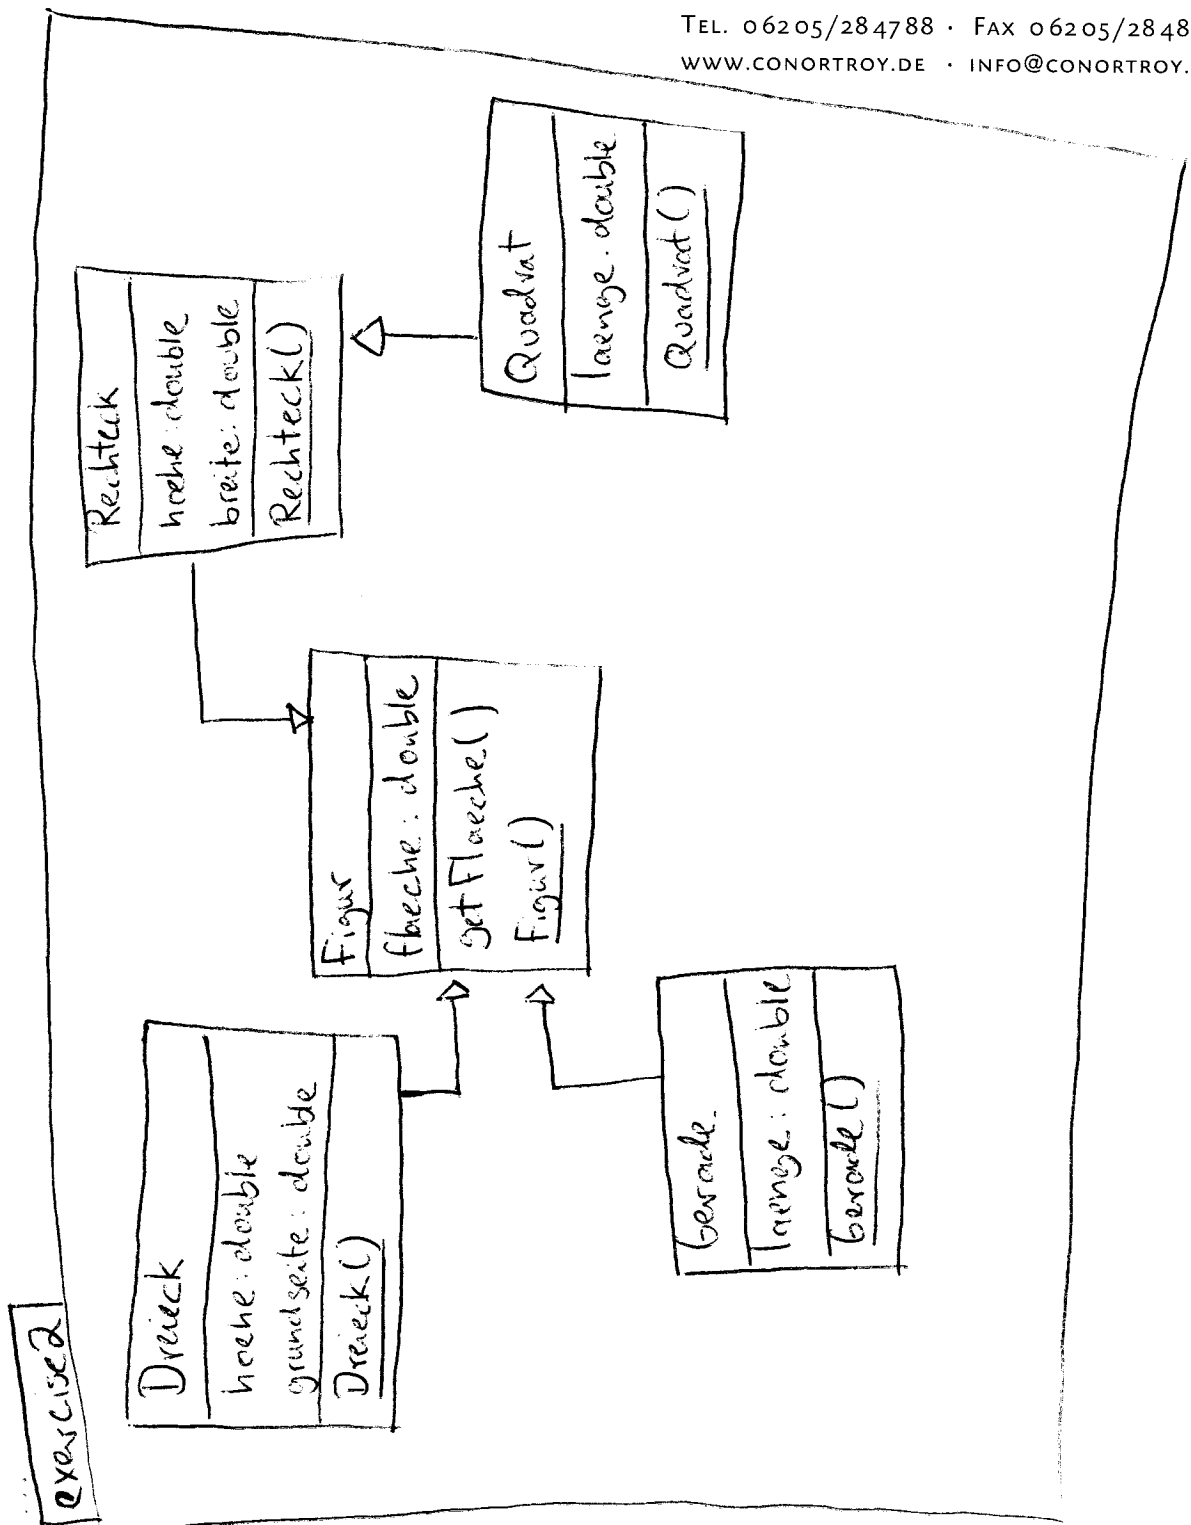 TEL. 06205/284788 · FAX 06205/2848
WWW.CONORTROY.DE · INFO@CONORTROY.
exercise2
Dreieck
hoehe: double
grundseite: double
Dreieck()
Figur
flaeche: double
getFlaeche()
Figur()
Rechteck
hoehe: double
breite: double
Rechteck()
Gerade
laenge: double
Gerade()
Quadrat
laenge: double
Quadrat()